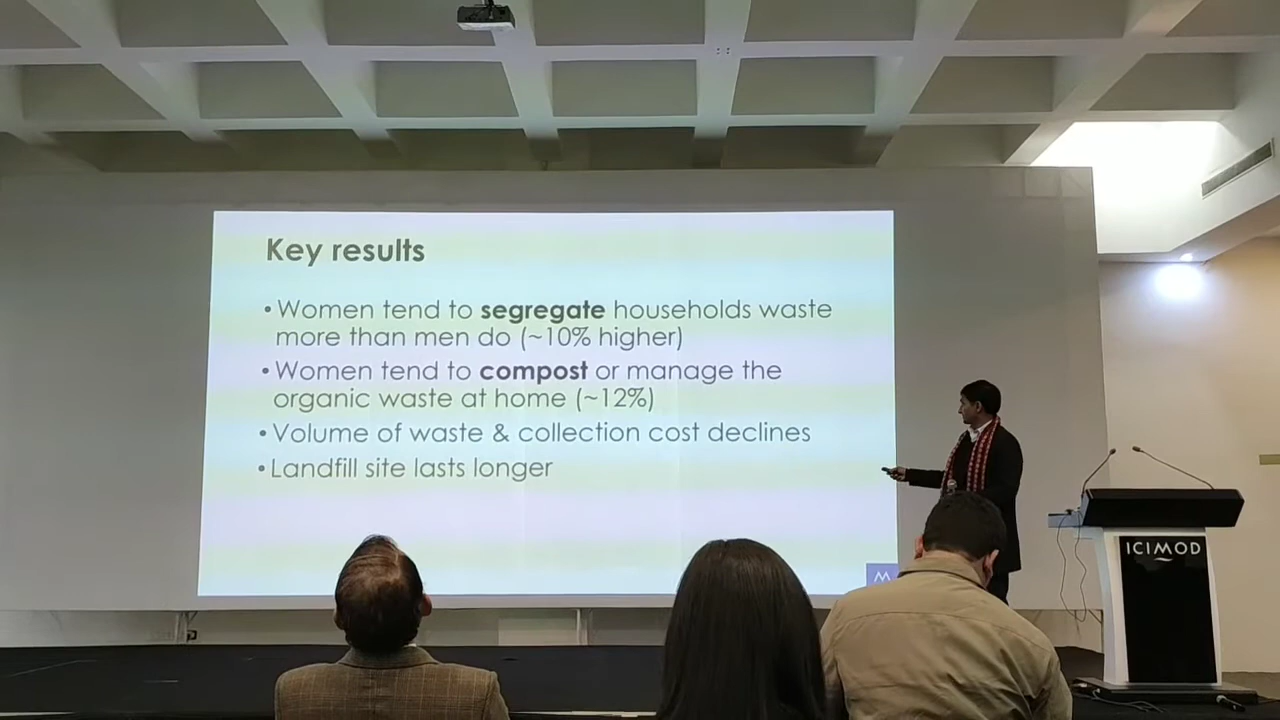 Key results
• Women tend to segregate households waste
more than men do (~10% higher)
• Women tend to compost or manage the
organic waste at home (~12%)
• Volume of waste & collection cost declines
• Landfill site lasts longer
ICIMOD